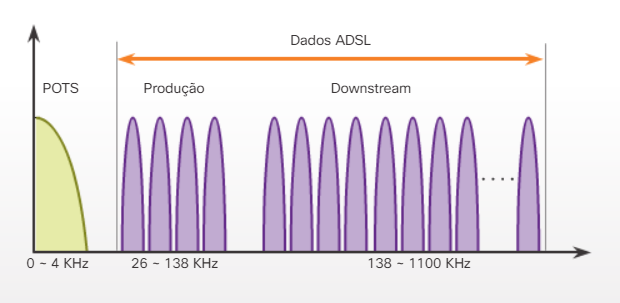 Dados ADSL
POTS
Produção
Downstream
0 ~ 4 KHz
26 ~ 138 KHz
138 ~ 1100 KHz